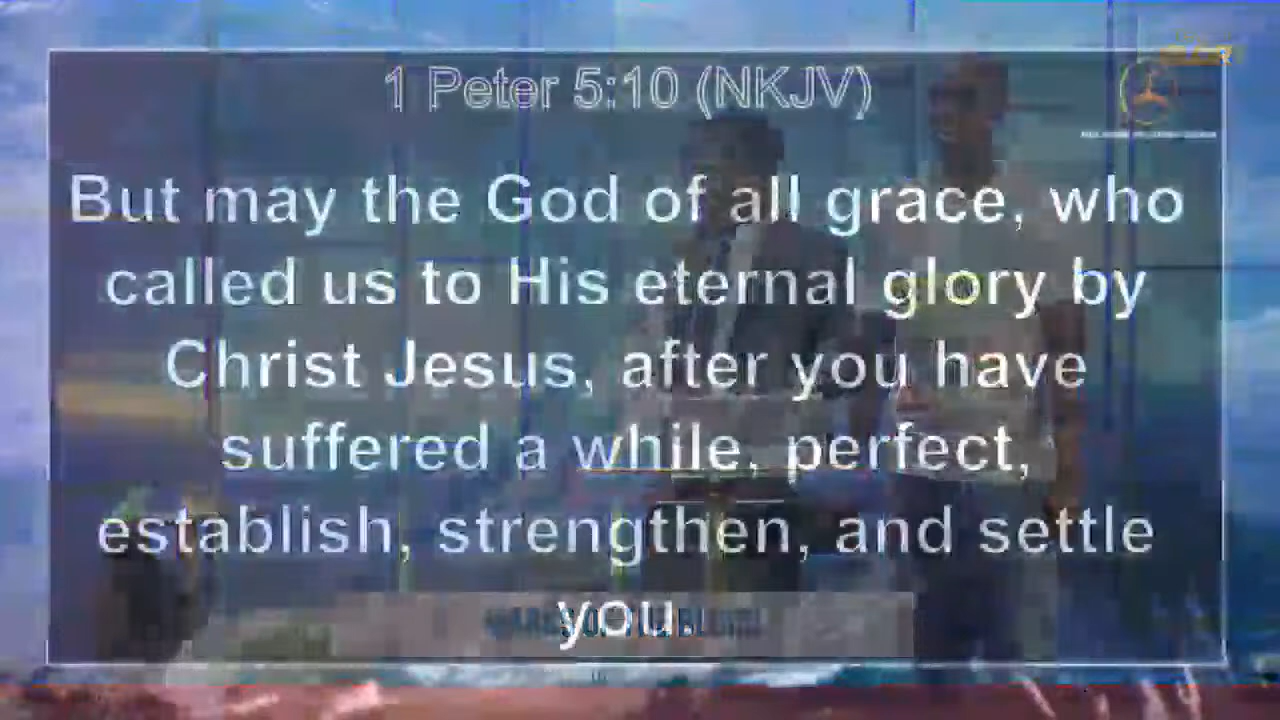 1 Peter 5:10 (NKJV)
But may the God of all grace, who
called us to His eternal glory by
Christ Jesus, after you have
suffered a while, perfect,
establish, strengthen, and settle
you.